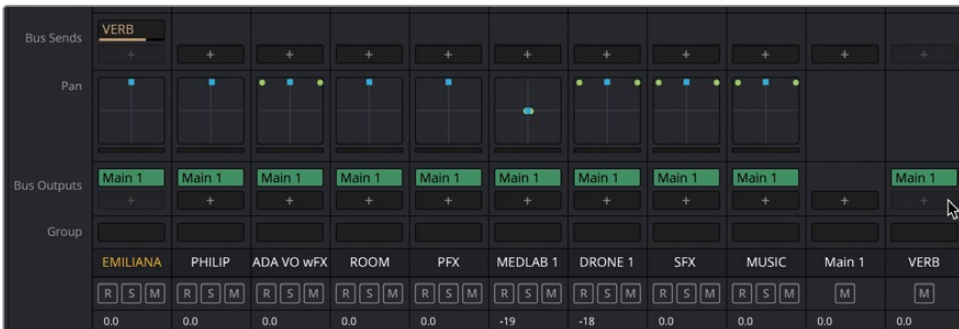 Bus Sends VERB
+ + + + + + + + + + +
Pan
Bus Outputs Main 1 Main 1 Main 1 Main 1 Main 1 Main 1 Main 1 Main 1 Main 1 Main 1
+ + + + + + + + + + +
Group
EMILIANA PHILIP ADA VO wFX ROOM PFX MEDLAB 1 DRONE 1 SFX MUSIC Main 1 VERB
R S M R S M R S M R S M R S M R S M R S M R S M R S M M M
0.0 0.0 0.0 0.0 0.0 -19 -18 0.0 0.0 0.0 0.0